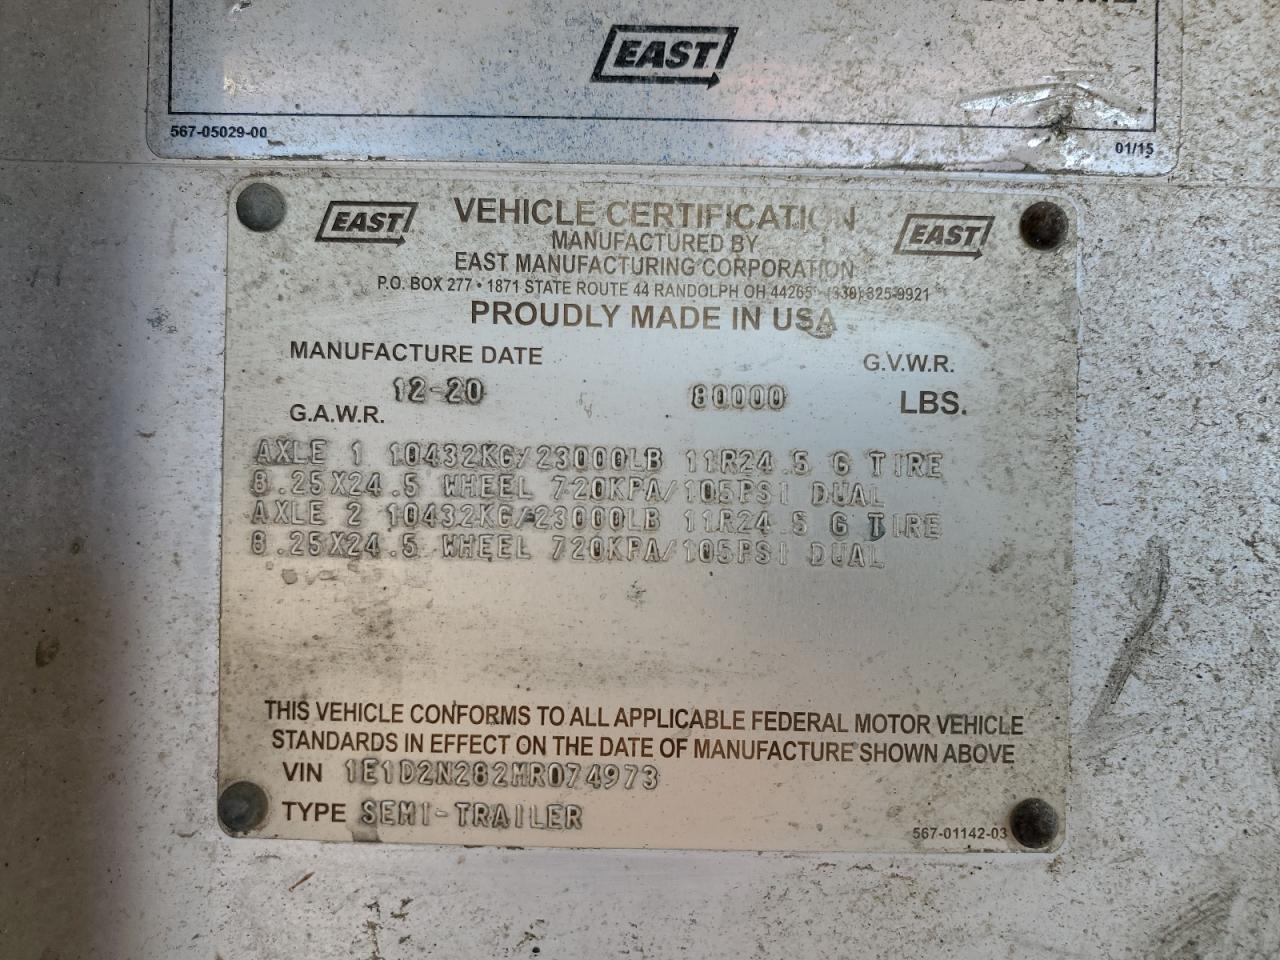 EAST
567-05029-00
01/15
EAST VEHICLE CERTIFICATION EAST
MANUFACTURED BY
EAST MANUFACTURING CORPORATION
P.O. BOX 277 • 1871 STATE ROUTE 44 RANDOLPH OH 44265 • (330) 325-9921
PROUDLY MADE IN USA
MANUFACTURE DATE G.V.W.R.
12-20 80000 LBS.
G.A.W.R.
AXLE 1 10432KG/23000LB 11R24.5 G TIRE
8.25X24.5 WHEEL 720KPA/105PSI DUAL
AXLE 2 10432KG/23000LB 11R24.5 G TIRE
8.25X24.5 WHEEL 720KPA/105PSI DUAL
THIS VEHICLE CONFORMS TO ALL APPLICABLE FEDERAL MOTOR VEHICLE
STANDARDS IN EFFECT ON THE DATE OF MANUFACTURE SHOWN ABOVE
VIN 1E1D2N282MR074973
TYPE SEMI-TRAILER
567-01142-03